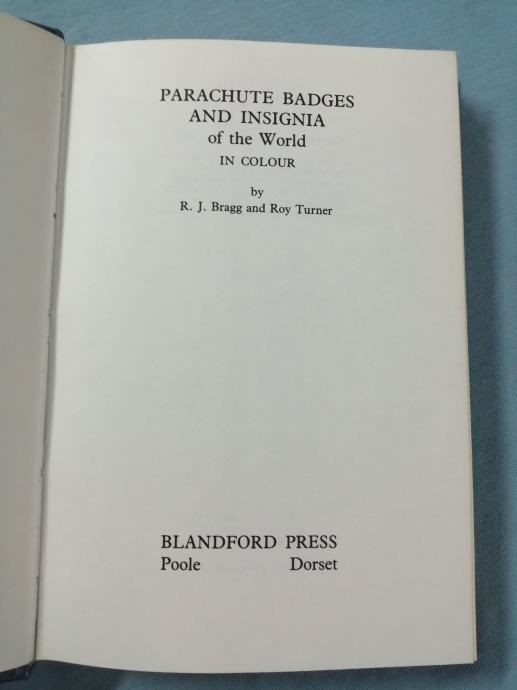 PARACHUTE BADGES
AND INSIGNIA
of the World
IN COLOUR
by
R. J. Bragg and Roy Turner
BLANDFORD PRESS
Poole Dorset